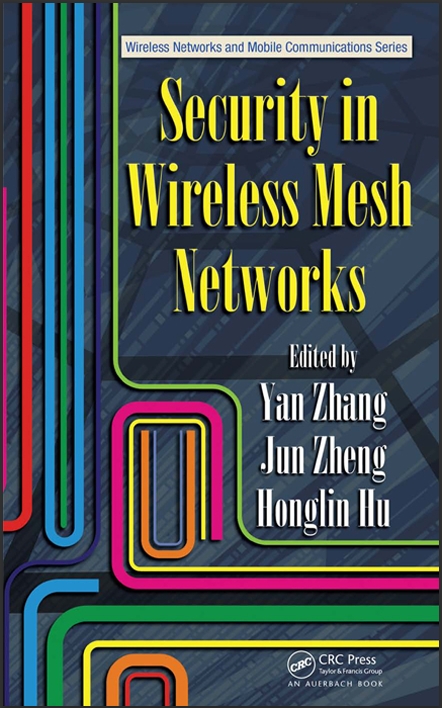 Wireless Networks and Mobile Communications Series
Security in
Wireless Mesh
Networks
Edited by
Yan Zhang
Jun Zheng
Honglin Hu
CRC
CRC Press
Taylor & Francis Group
AN AUERBACH BOOK